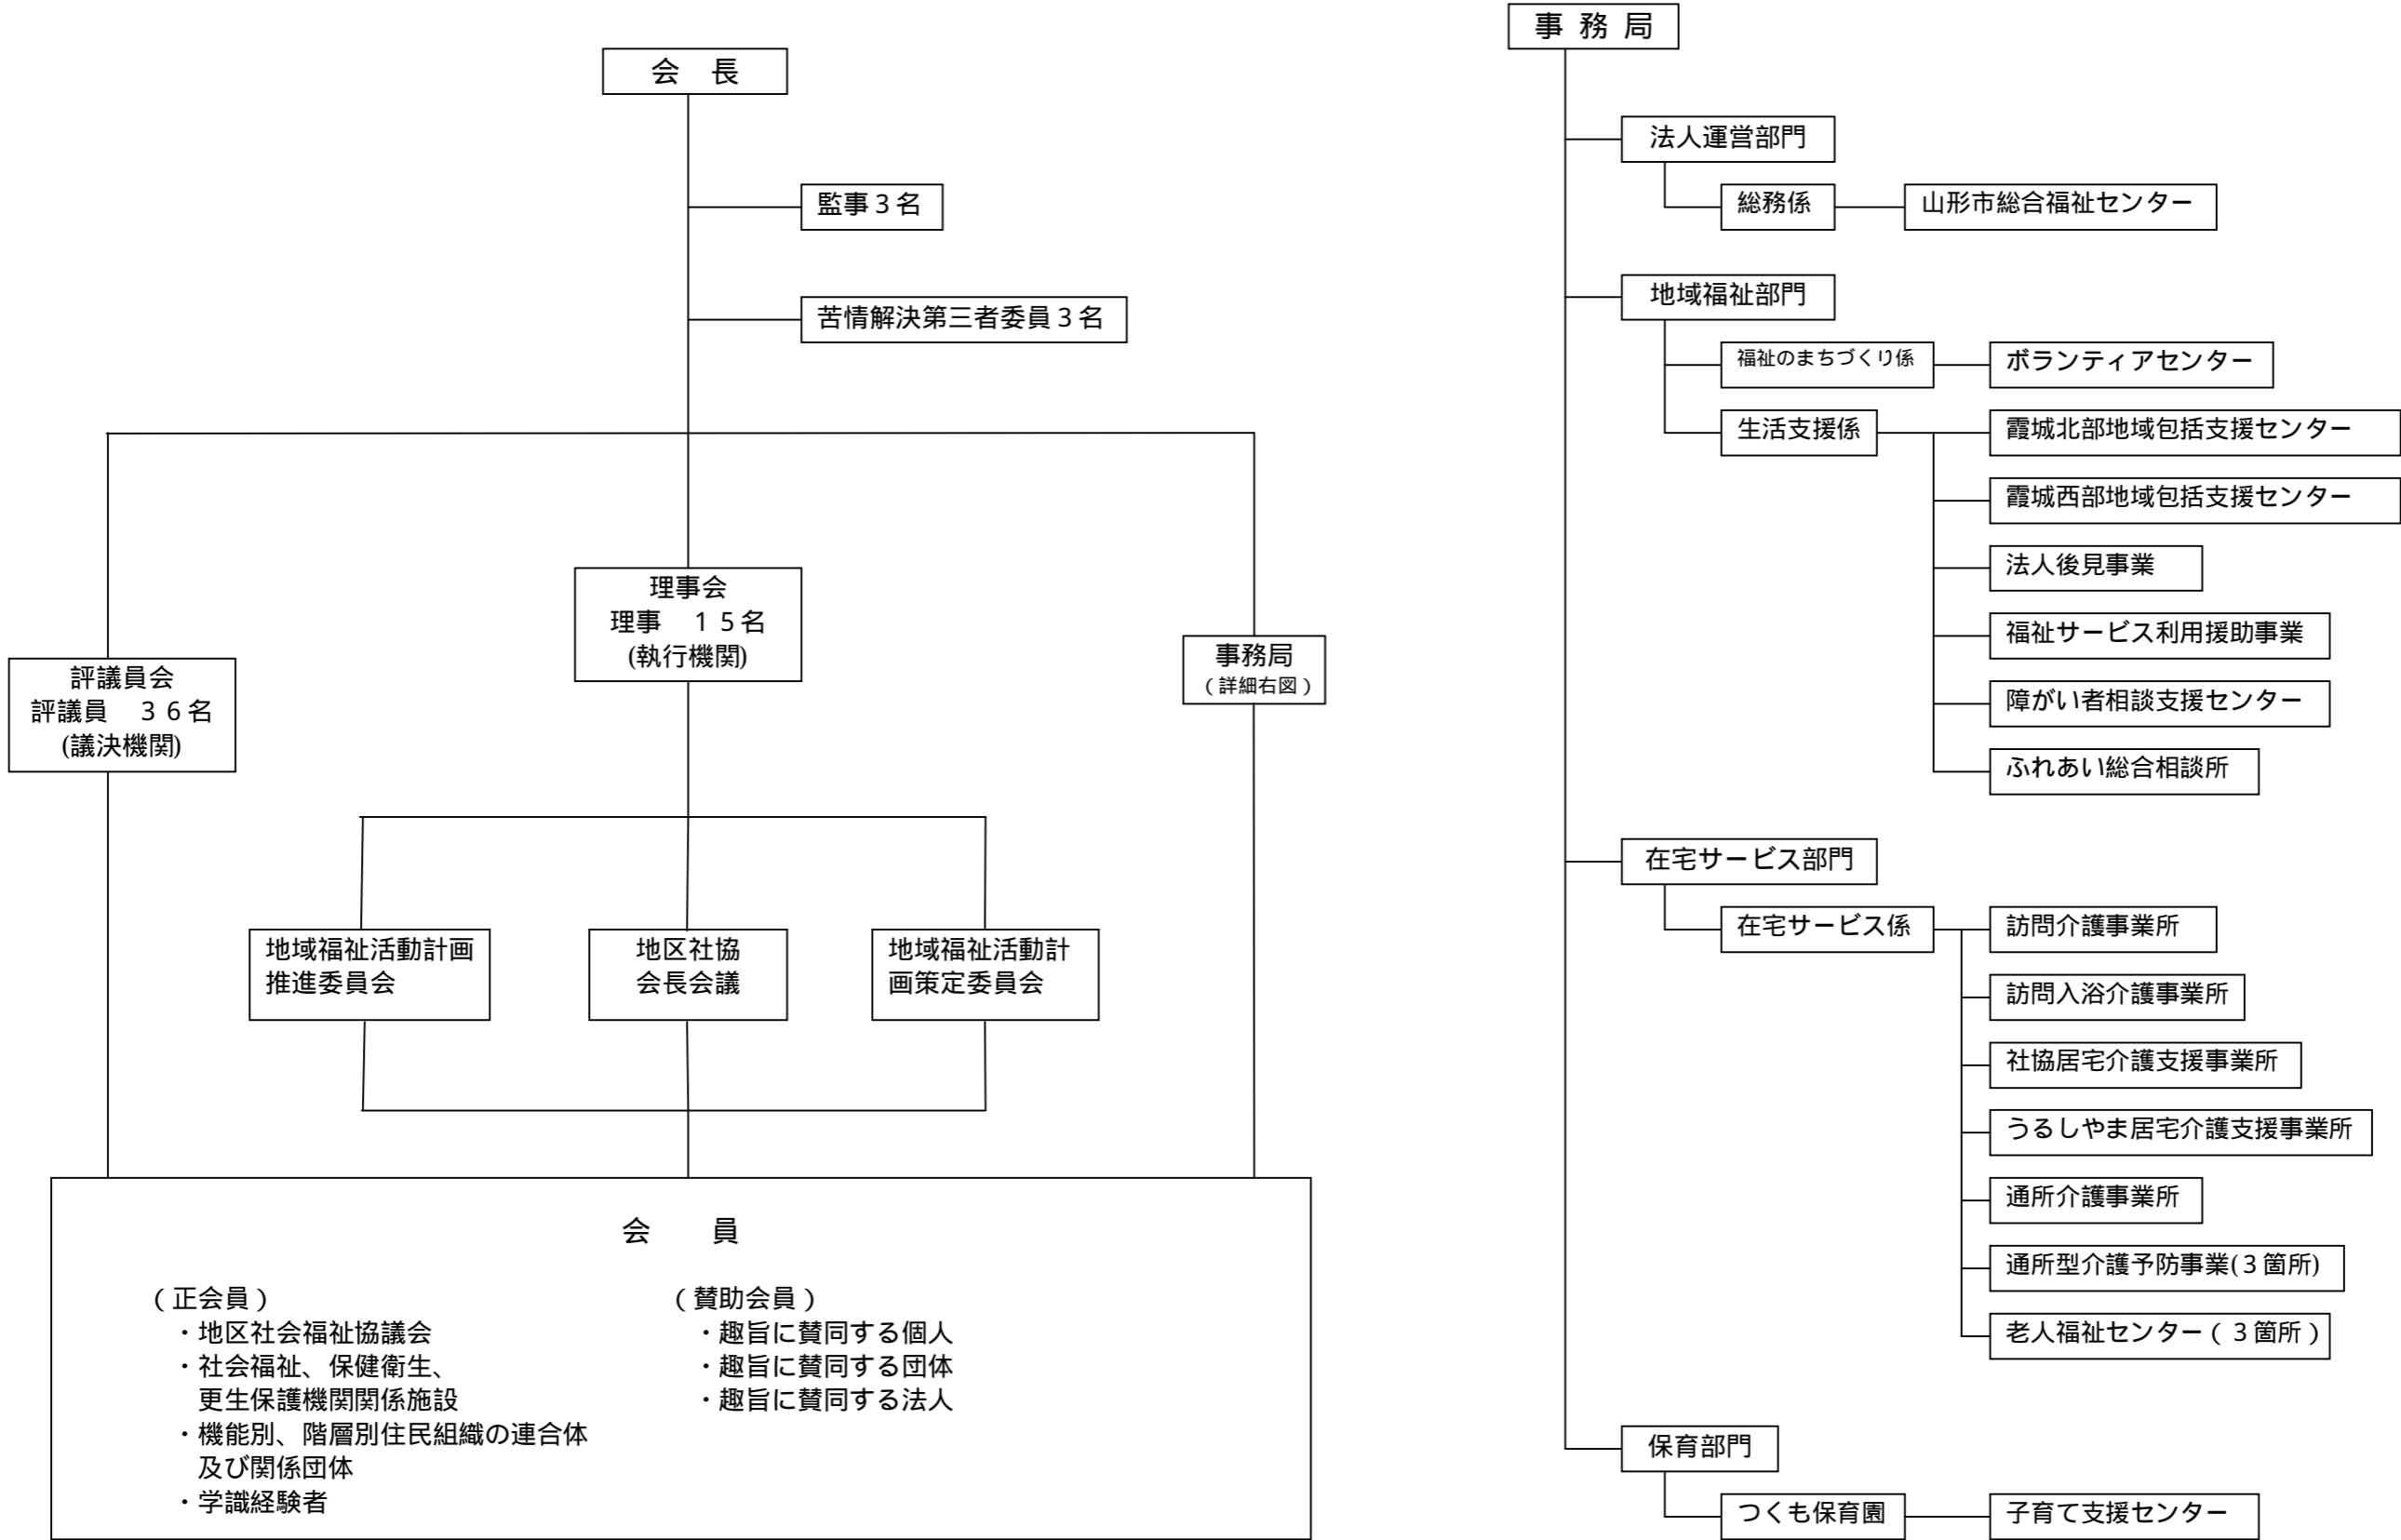 会　長
監事３名
苦情解決第三者委員３名
理事会
理事　１５名
(執行機関)
評議員会
評議員　３６名
(議決機関)
事務局
（詳細右図）
地域福祉活動計画
推進委員会
地区社協
会長会議
地域福祉活動計
画策定委員会
会　　員
（正会員）
・地区社会福祉協議会
・社会福祉、保健衛生、
更生保護機関関係施設
・機能別、階層別住民組織の連合体
及び関係団体
・学識経験者
（賛助会員）
・趣旨に賛同する個人
・趣旨に賛同する団体
・趣旨に賛同する法人
事 務 局
法人運営部門
総務係
山形市総合福祉センター
地域福祉部門
福祉のまちづくり係
ボランティアセンター
生活支援係
霞城北部地域包括支援センター
霞城西部地域包括支援センター
法人後見事業
福祉サービス利用援助事業
障がい者相談支援センター
ふれあい総合相談所
在宅サービス部門
在宅サービス係
訪問介護事業所
訪問入浴介護事業所
社協居宅介護支援事業所
うるしやま居宅介護支援事業所
通所介護事業所
通所型介護予防事業(３箇所)
老人福祉センター（３箇所）
保育部門
つくも保育園
子育て支援センター